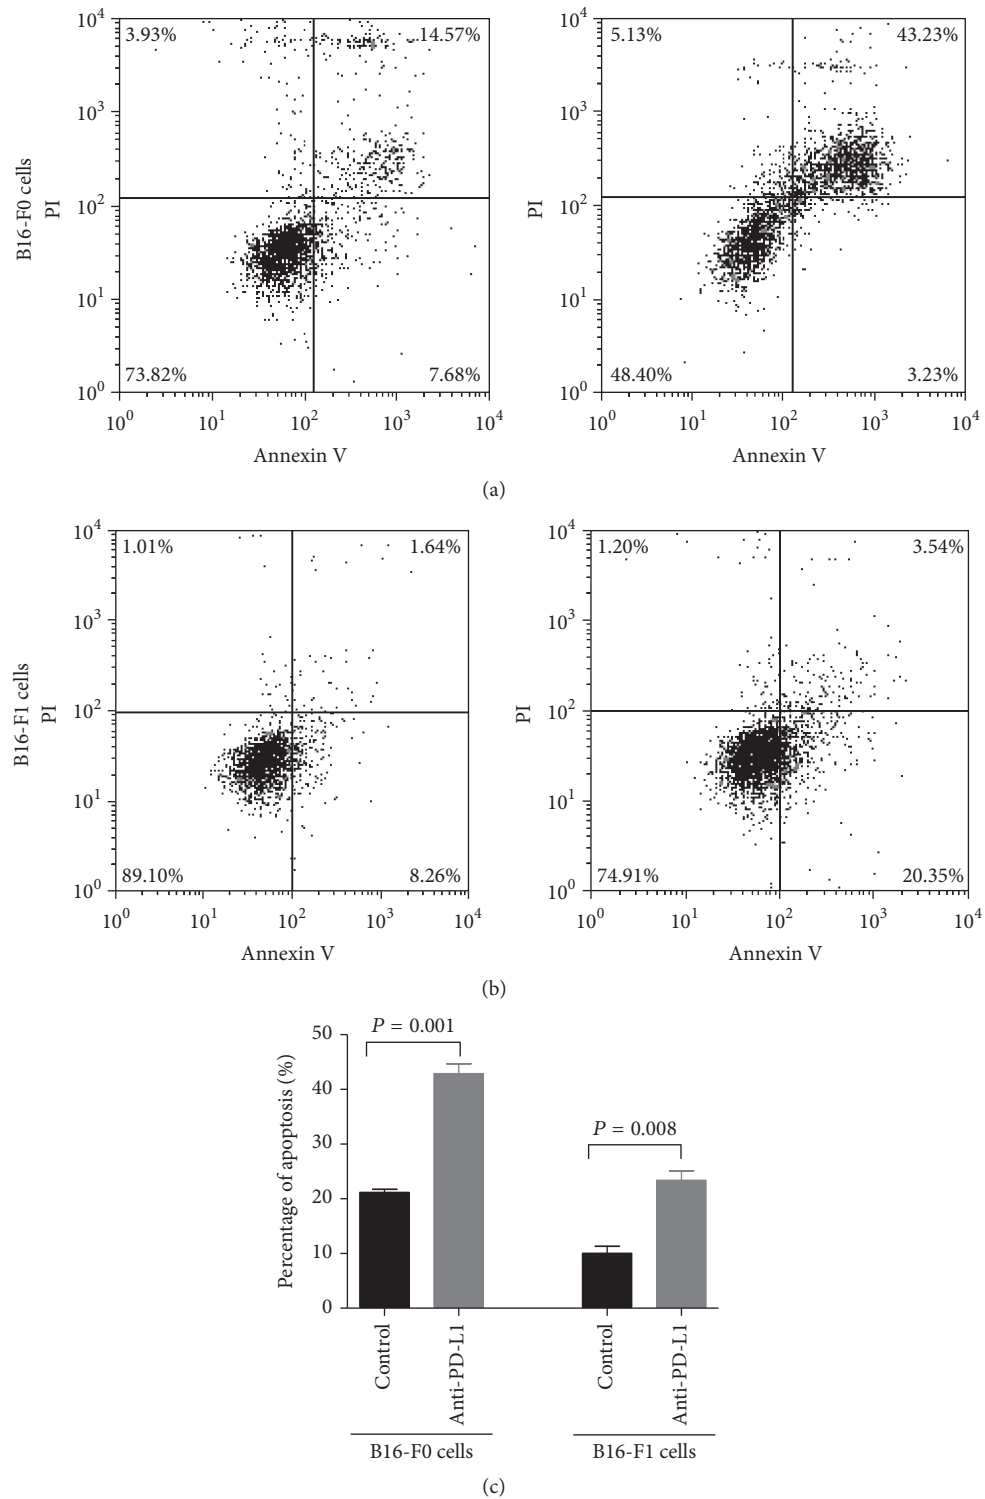 B16-F0 cells
PI
10^4
10^3
10^2
10^1
10^0
3.93%
14.57%
73.82%
7.68%
10^0 10^1 10^2 10^3 10^4
Annexin V
PI
10^4
10^3
10^2
10^1
10^0
5.13%
43.23%
48.40%
3.23%
10^0 10^1 10^2 10^3 10^4
Annexin V
(a)
B16-F1 cells
PI
10^4
10^3
10^2
10^1
10^0
1.01%
1.64%
89.10%
8.26%
10^0 10^1 10^2 10^3 10^4
Annexin V
PI
10^4
10^3
10^2
10^1
10^0
1.20%
3.54%
74.91%
20.35%
10^0 10^1 10^2 10^3 10^4
Annexin V
(b)
Percentage of apoptosis (%)
50
40
30
20
10
0
P = 0.001
P = 0.008
Control
Anti-PD-L1
Control
Anti-PD-L1
B16-F0 cells
B16-F1 cells
(c)